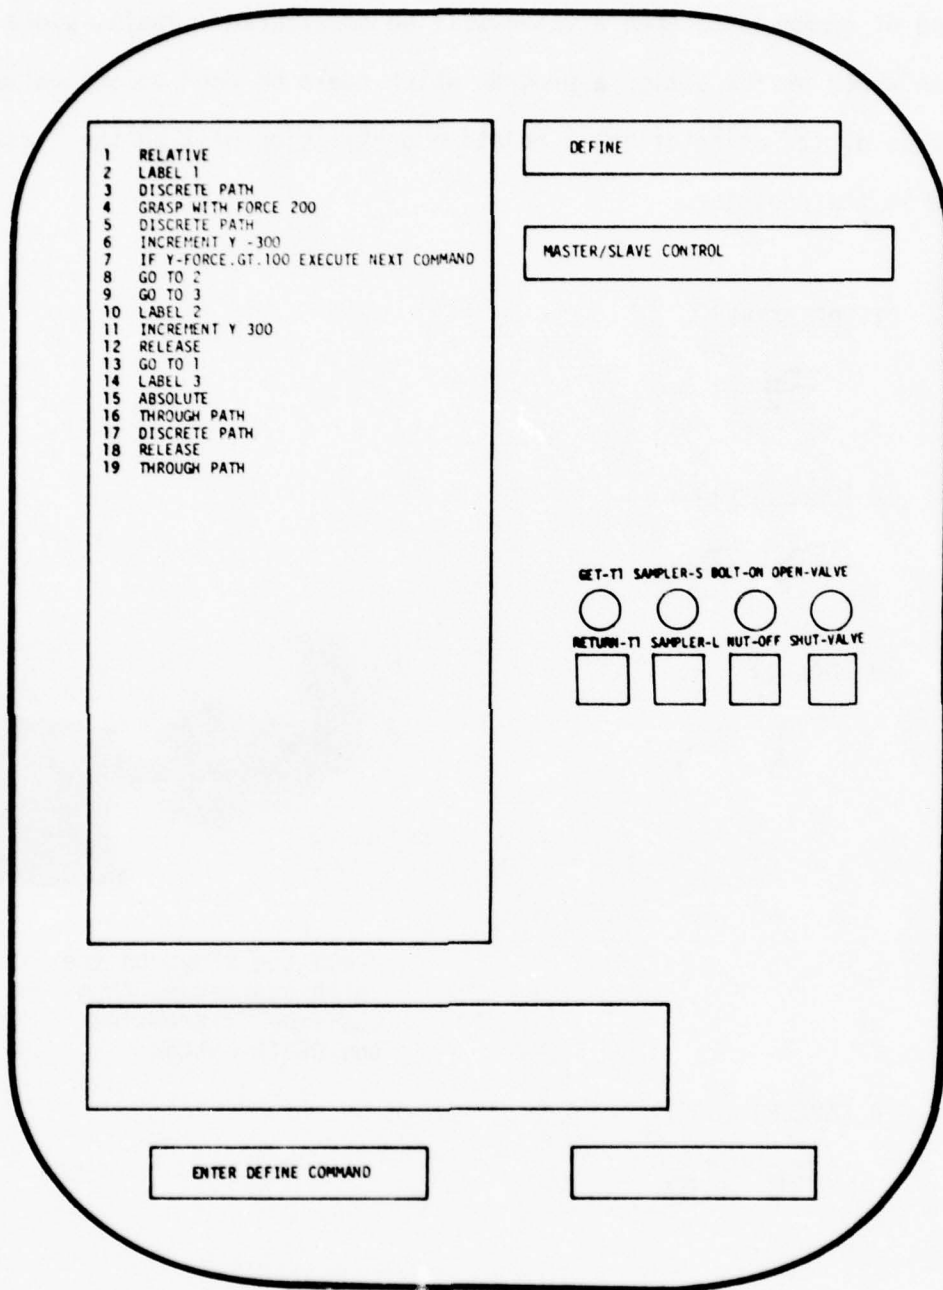 1 RELATIVE
2 LABEL 1
3 DISCRETE PATH
4 GRASP WITH FORCE 200
5 DISCRETE PATH
6 INCREMENT Y -300
7 IF Y-FORCE.GT.100 EXECUTE NEXT COMMAND
8 GO TO 2
9 GO TO 3
10 LABEL 2
11 INCREMENT Y 300
12 RELEASE
13 GO TO 1
14 LABEL 3
15 ABSOLUTE
16 THROUGH PATH
17 DISCRETE PATH
18 RELEASE
19 THROUGH PATH
DEFINE
MASTER/SLAVE CONTROL
GET-T1 SAMPLER-S BOLT-ON OPEN-VALVE
RETURN-T1 SAMPLER-L NUT-OFF SHUT-VALVE
ENTER DEFINE COMMAND